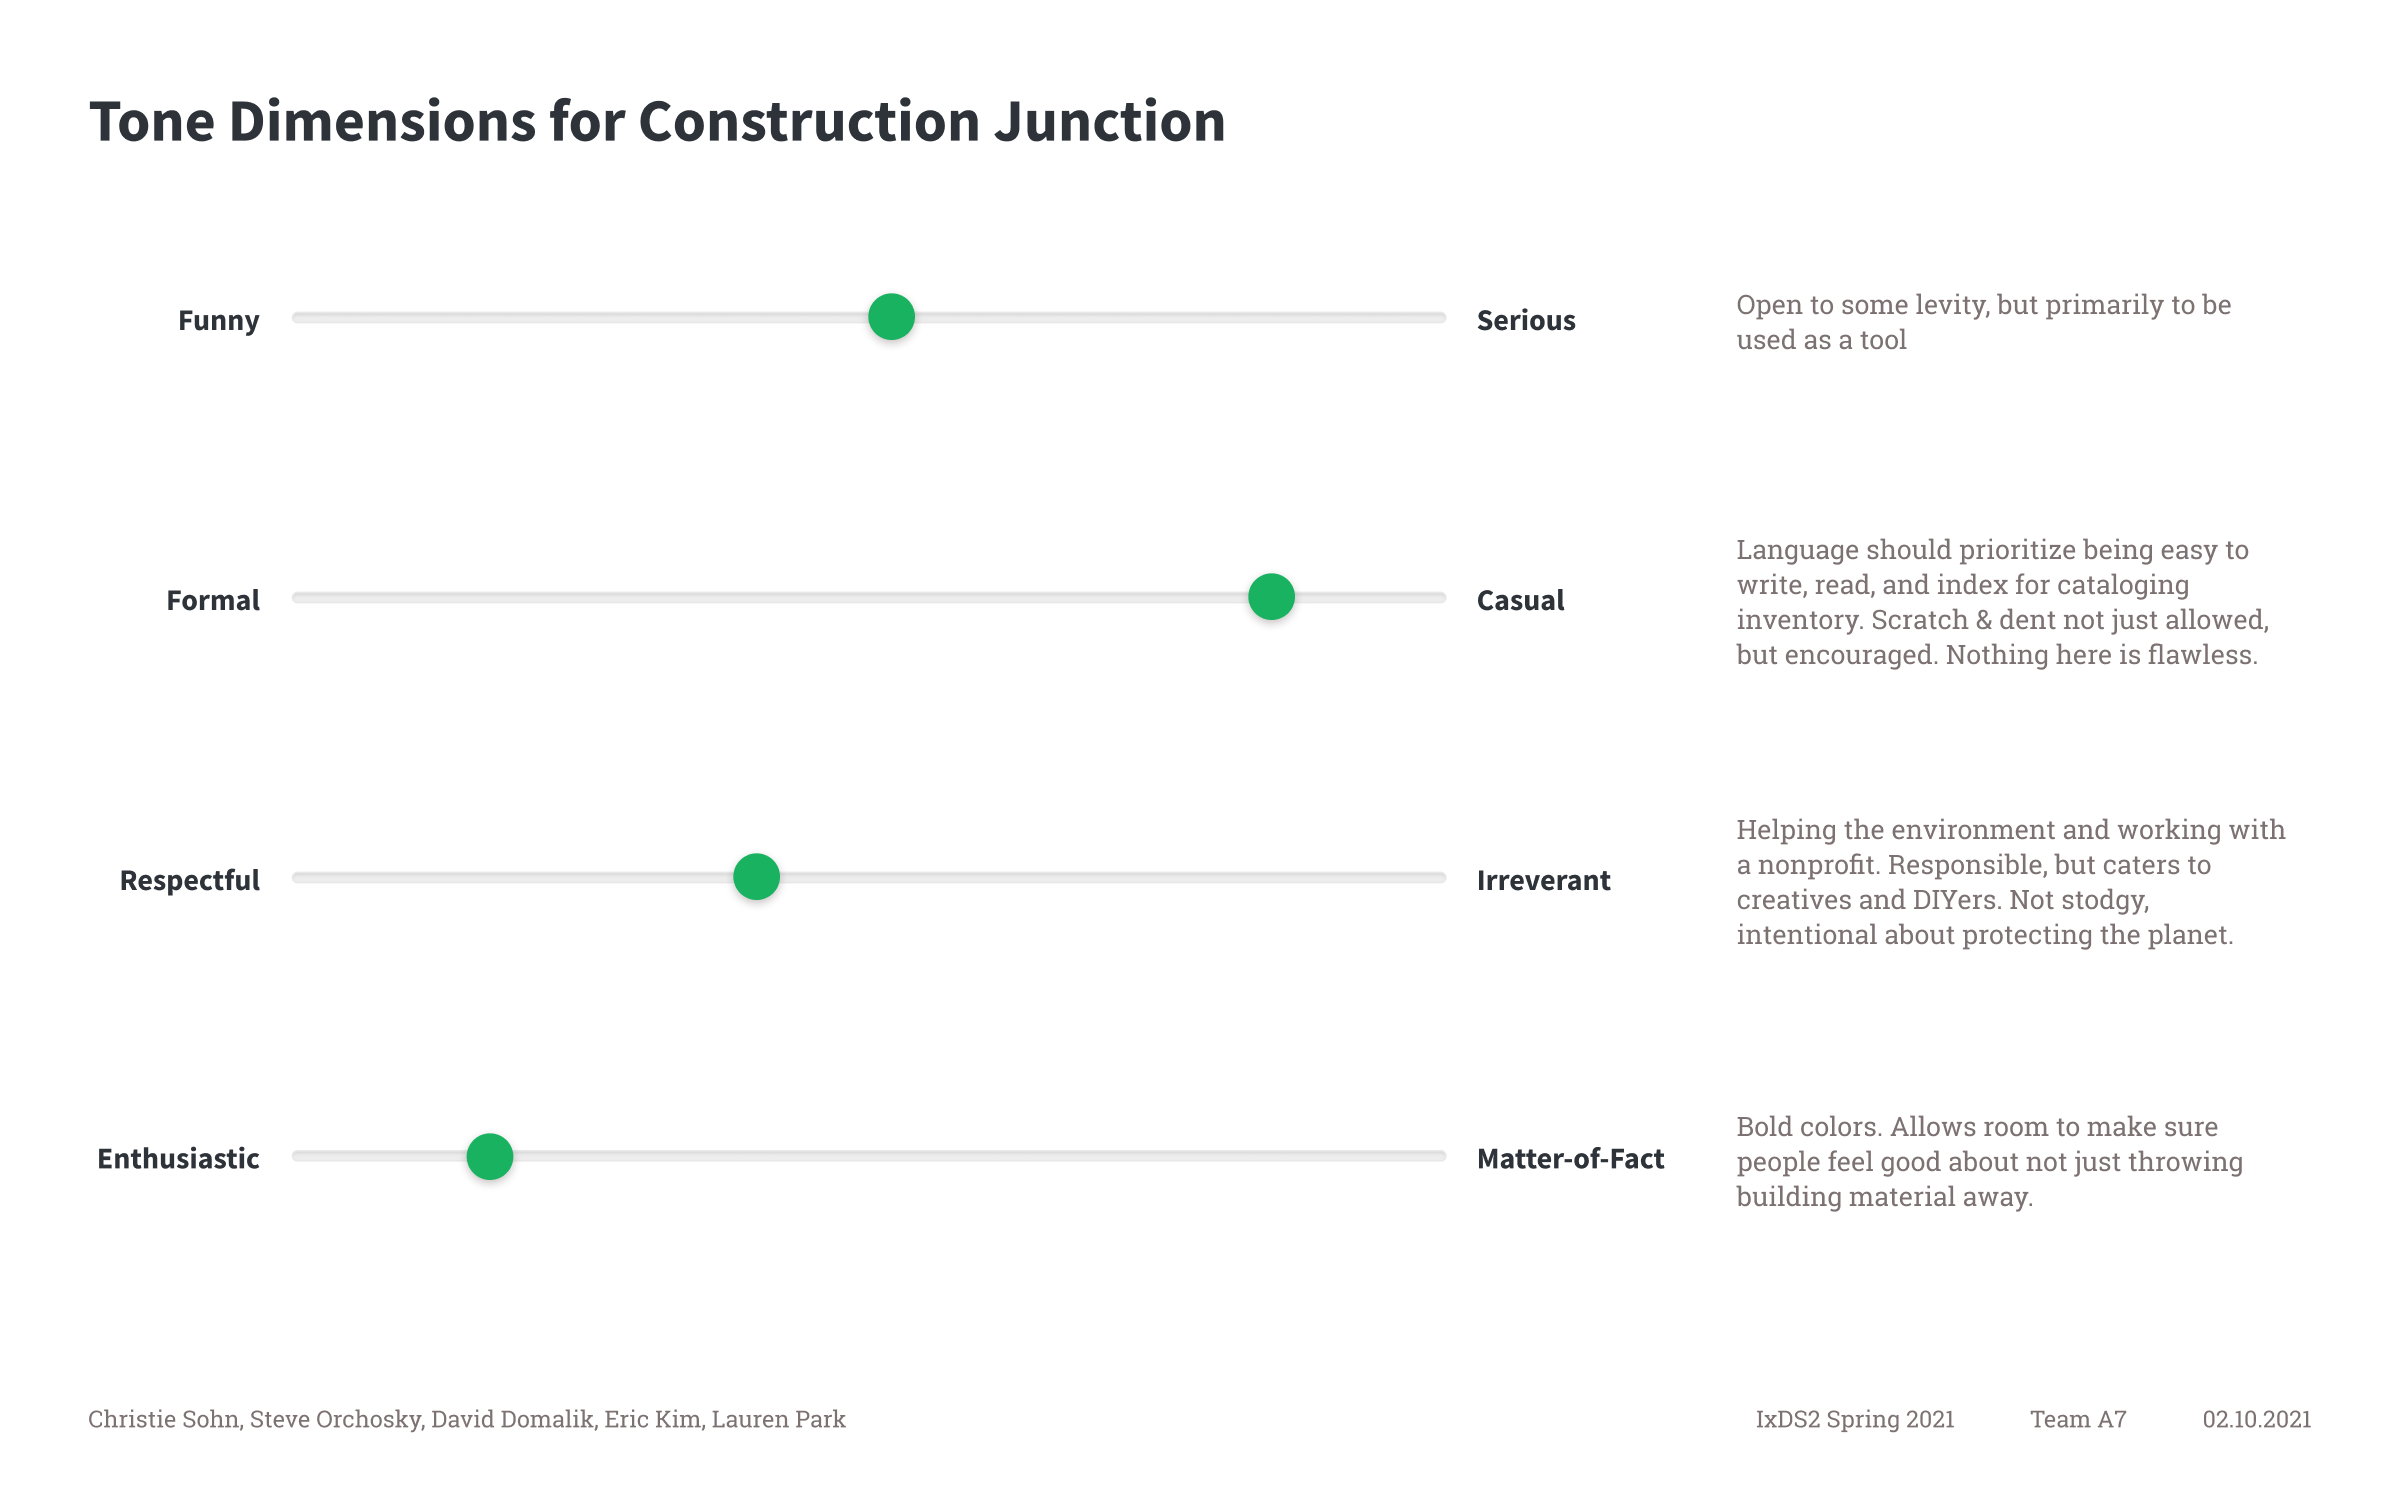 Tone Dimensions for Construction Junction
Funny
Serious
Open to some levity, but primarily to be
used as a tool
Formal
Casual
Language should prioritize being easy to
write, read, and index for cataloging
inventory. Scratch & dent not just allowed,
but encouraged. Nothing here is flawless.
Respectful
Irreverant
Helping the environment and working with
a nonprofit. Responsible, but caters to
creatives and DIYers. Not stodgy,
intentional about protecting the planet.
Enthusiastic
Matter-of-Fact
Bold colors. Allows room to make sure
people feel good about not just throwing
building material away.
Christie Sohn, Steve Orchosky, David Domalik, Eric Kim, Lauren Park
IxDS2 Spring 2021
Team A7
02.10.2021